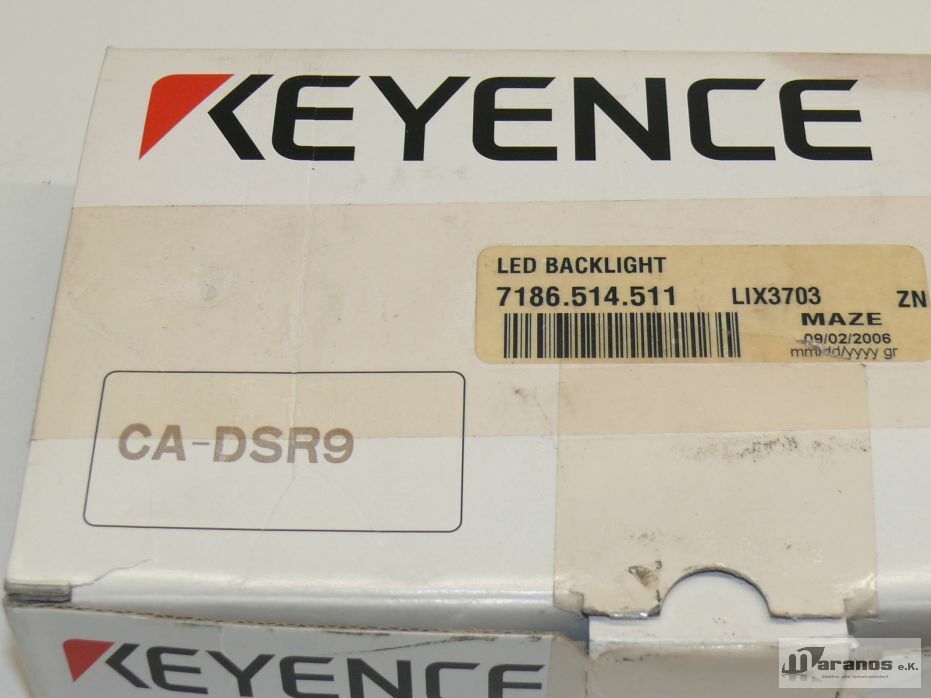 KEYENCE
LED BACKLIGHT
7186.514.511 LIX3703 ZN
MAZE
09/02/2006
mm/dd/yyyy gr
CA-DSR9
KEYENCE
Maranos e.K.